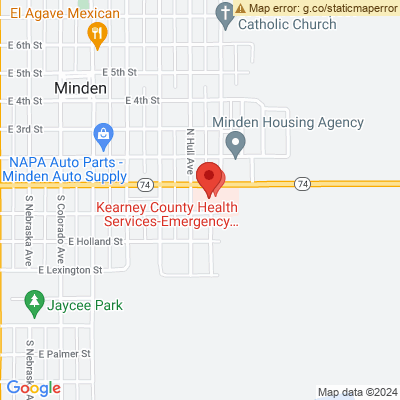 Map error: g.co/staticmaperror
El Agave Mexican
Catholic Church
E 6th St
E 5th St
E 5th St
Minden
E 4th St
E 4th St
E 3rd St
Minden Housing Agency
N Hull Ave
NAPA Auto Parts -
Minden Auto Supply
74
74
Kearney County Health
Services-Emergency...
S Nebraska Ave
S Colorado Ave
E Holland St
E Lexington St
Jaycee Park
E Palmer St
S Nebraska Ave
Google
Map data ©2024